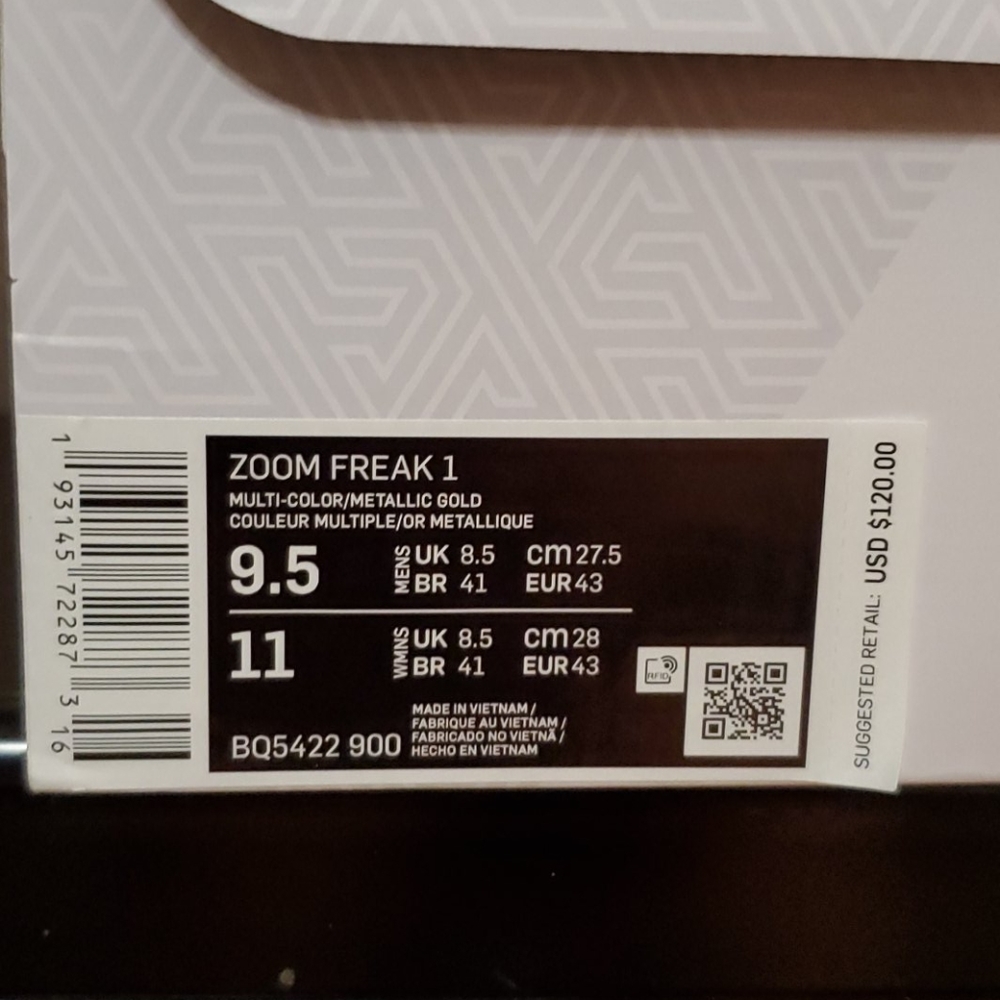 ZOOM FREAK 1
MULTI-COLOR/METALLIC GOLD
COULEUR MULTIPLE/OR METALLIQUE
9.5 MENS UK 8.5 cm 27.5
BR 41 EUR 43
11 WMNS UK 8.5 cm 28
BR 41 EUR 43
RFID
MADE IN VIETNAM /
FABRIQUE AU VIETNAM /
FABRICADO NO VIETNÃ /
HECHO EN VIETNAM
BQ5422 900
1 93145 72287 3 16
SUGGESTED RETAIL: USD $120.00